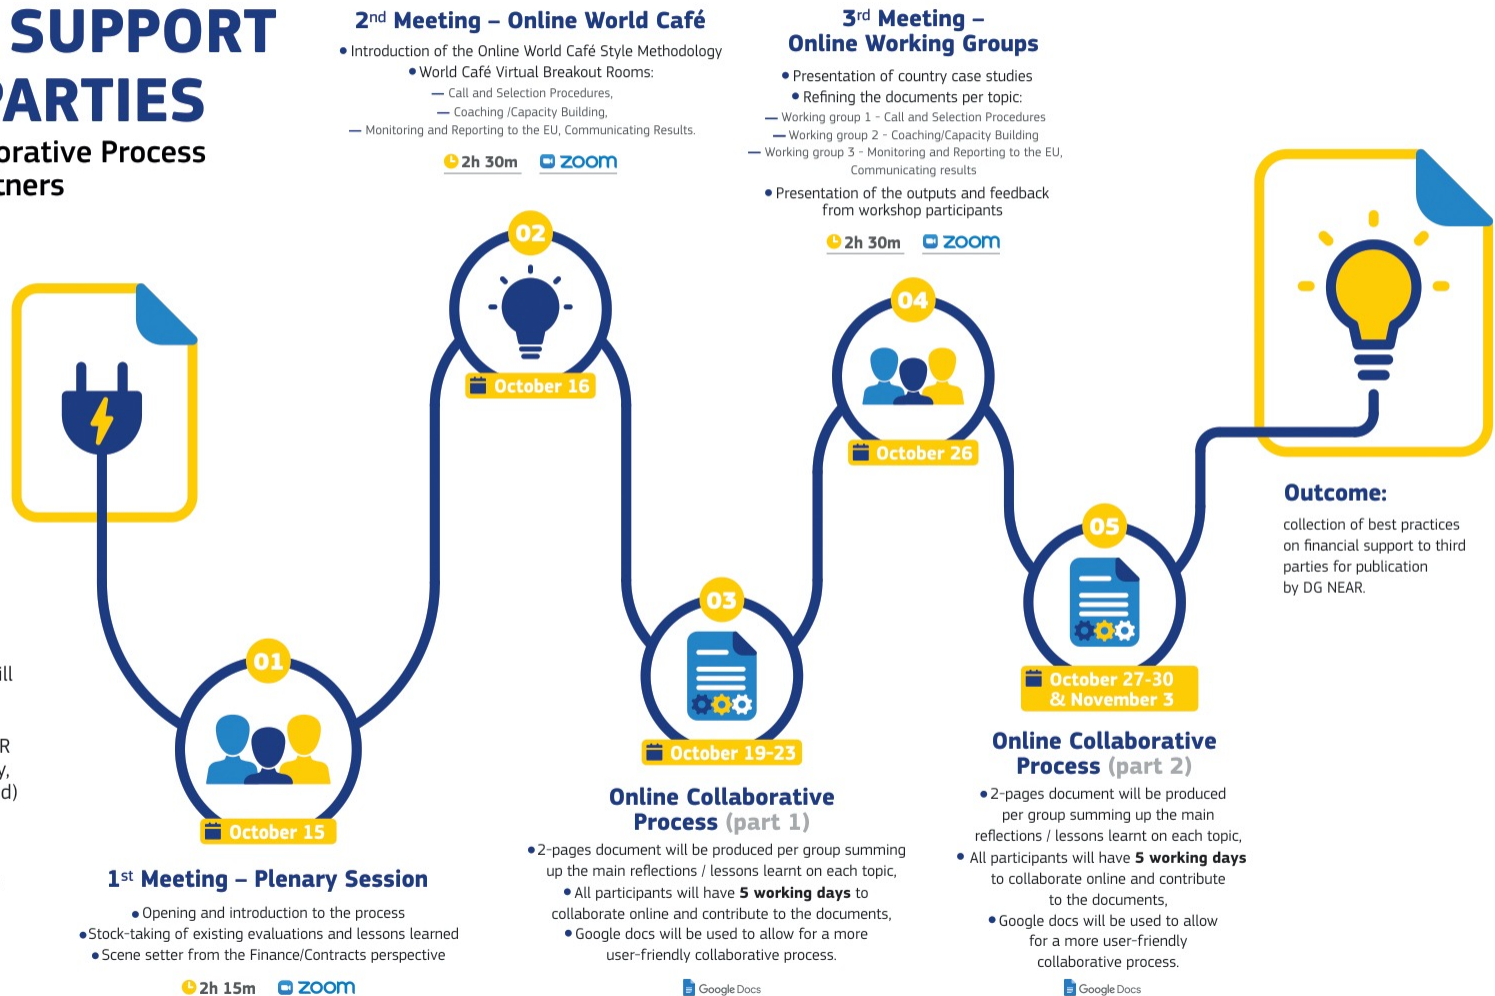 SUPPORT
PARTIES
orative Process
tners
2nd Meeting – Online World Café
• Introduction of the Online World Café Style Methodology
• World Café Virtual Breakout Rooms:
— Call and Selection Procedures,
— Coaching /Capacity Building,
— Monitoring and Reporting to the EU, Communicating Results.
2h 30m zoom
3rd Meeting –
Online Working Groups
• Presentation of country case studies
• Refining the documents per topic:
— Working group 1 - Call and Selection Procedures
— Working group 2 - Coaching/Capacity Building
— Working group 3 - Monitoring and Reporting to the EU,
Communicating results
• Presentation of the outputs and feedback
from workshop participants
2h 30m zoom
02
October 16
04
October 26
Outcome:
collection of best practices
on financial support to third
parties for publication
by DG NEAR.
05
October 27-30
& November 3
Online Collaborative
Process (part 2)
• 2-pages document will be produced
per group summing up the main
reflections / lessons learnt on each topic,
• All participants will have 5 working days
to collaborate online and contribute
to the documents,
• Google docs will be used to allow
for a more user-friendly
collaborative process.
Google Docs
03
October 19-23
Online Collaborative
Process (part 1)
• 2-pages document will be produced per group summing
up the main reflections / lessons learnt on each topic,
• All participants will have 5 working days to
collaborate online and contribute to the documents,
• Google docs will be used to allow for a more
user-friendly collaborative process.
Google Docs
01
October 15
1st Meeting – Plenary Session
• Opening and introduction to the process
• Stock-taking of existing evaluations and lessons learned
• Scene setter from the Finance/Contracts perspective
2h 15m zoom
ill
R
y,
d)